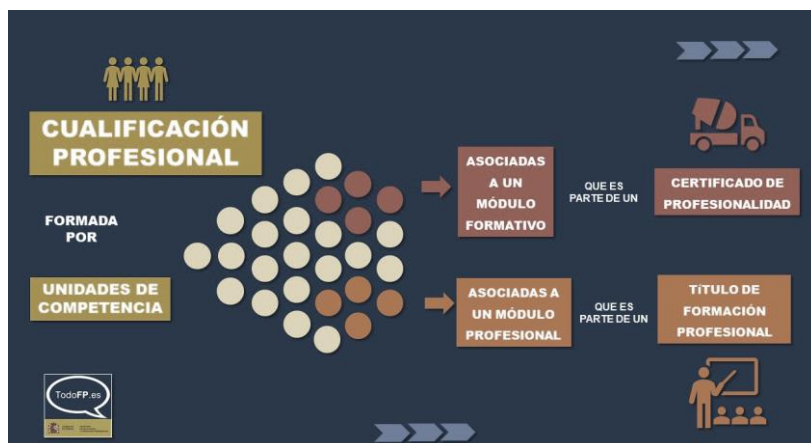 CUALIFICACIÓN
PROFESIONAL
FORMADA
POR
UNIDADES DE
COMPETENCIA
ASOCIADAS
A UN
MÓDULO
FORMATIVO
QUE ES
PARTE DE UN
CERTIFICADO DE
PROFESIONALIDAD
ASOCIADAS A
UN MÓDULO
PROFESIONAL
QUE ES
PARTE DE UN
TíTULO DE
FORMACIÓN
PROFESIONAL
TodoFP.es